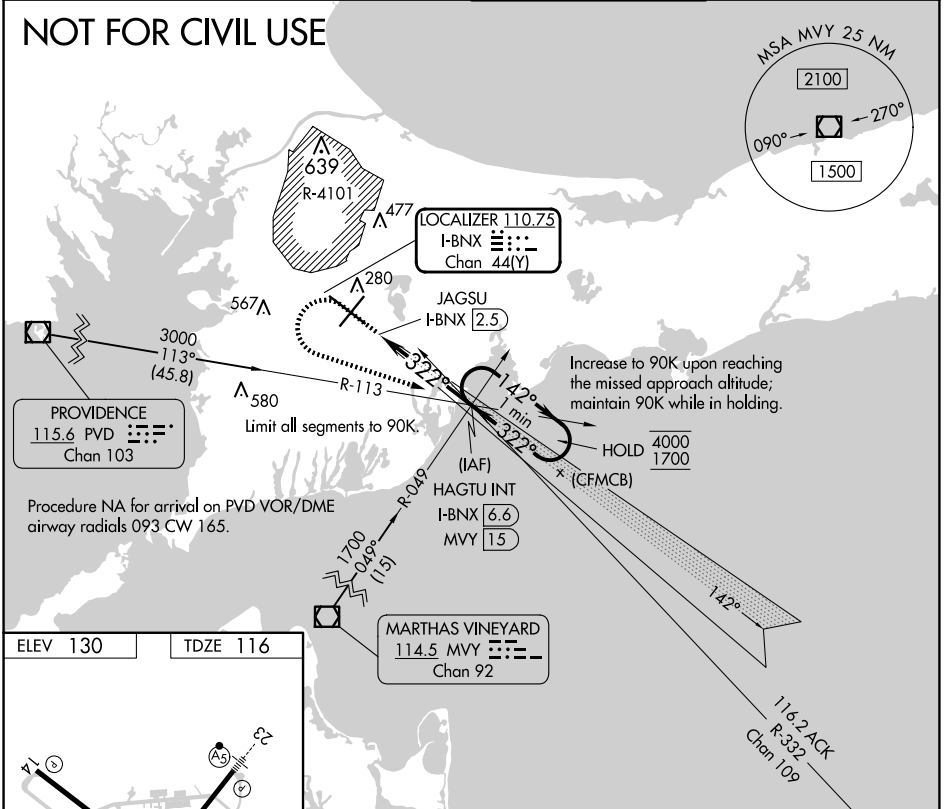 NOT FOR CIVIL USE
MSA MVY 25 NM
2100
090°
270°
1500
639
R-4101
477
LOCALIZER 110.75
I-BNX
Chan 44(Y)
280
567
JAGSU
I-BNX 2.5
3000
113°
(45.8)
R-113
322°
142°
1 min
322°
Increase to 90K upon reaching
the missed approach altitude;
maintain 90K while in holding.
580
PROVIDENCE
115.6 PVD
Chan 103
Limit all segments to 90K.
HOLD 4000
1700
(IAF)
(CFMCB)
HAGTU INT
I-BNX 6.6
MVY 15
R-049
Procedure NA for arrival on PVD VOR/DME
airway radials 093 CW 165.
1700
049°
(15)
142°
MARTHAS VINEYARD
114.5 MVY
Chan 92
ELEV 130
TDZE 116
116.2 ACK
R-332
Chan 109
14
P
A5
23
P